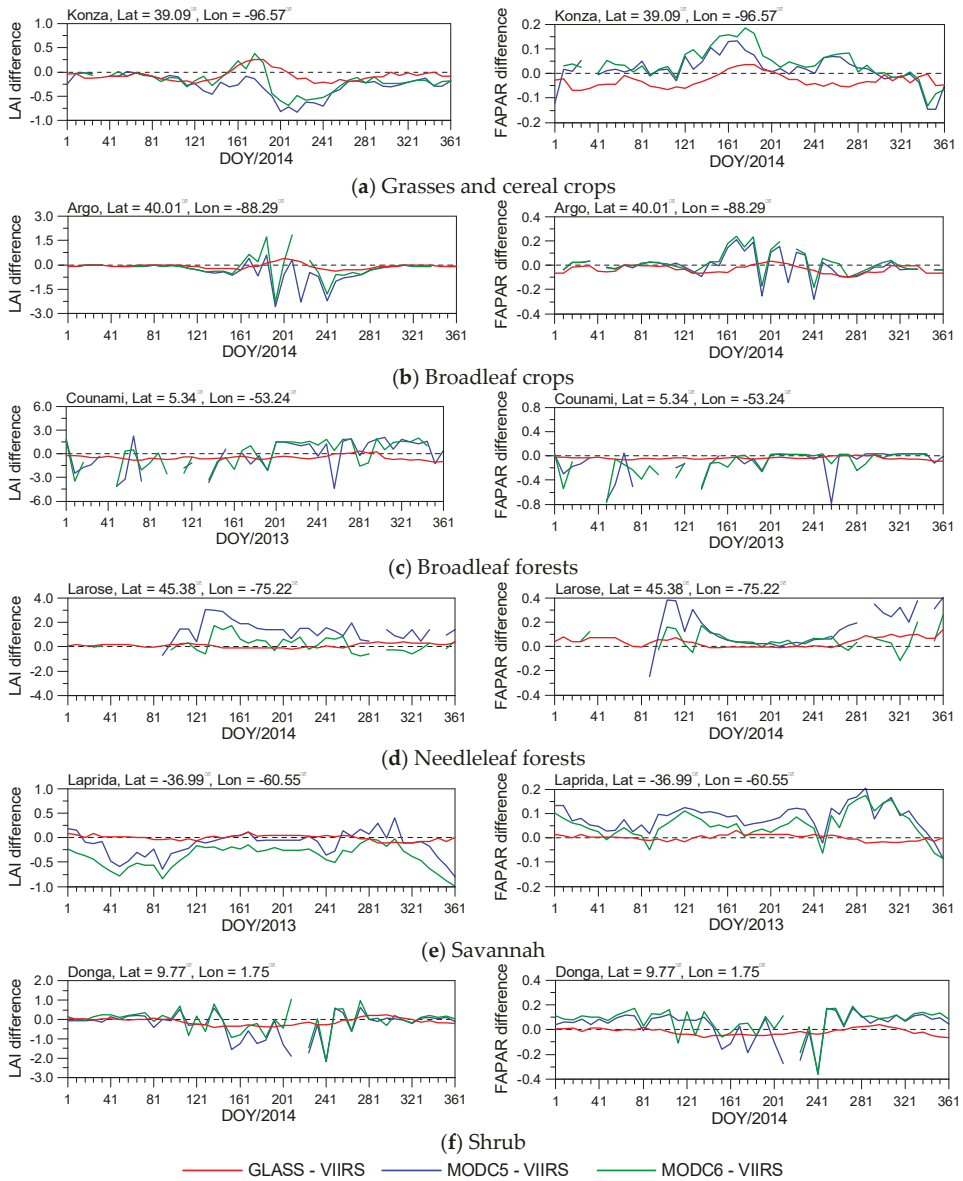 Konza, Lat = 39.09 , Lon = -96.57
LAI difference
1.0
0.5
0.0
-0.5
-1.0
1 41 81 121 161 201 241 281 321 361
DOY/2014
Konza, Lat = 39.09 , Lon = -96.57
FAPAR difference
0.2
0.1
0.0
-0.1
-0.2
1 41 81 121 161 201 241 281 321 361
DOY/2014
(a) Grasses and cereal crops
Argo, Lat = 40.01 , Lon = -88.29
LAI difference
3.0
1.5
0.0
-1.5
-3.0
1 41 81 121 161 201 241 281 321 361
DOY/2014
Argo, Lat = 40.01 , Lon = -88.29
FAPAR difference
0.4
0.2
0.0
-0.2
-0.4
1 41 81 121 161 201 241 281 321 361
DOY/2014
(b) Broadleaf crops
Counami, Lat = 5.34 , Lon = -53.24
LAI difference
6.0
3.0
0.0
-3.0
-6.0
1 41 81 121 161 201 241 281 321 361
DOY/2013
Counami, Lat = 5.34 , Lon = -53.24
FAPAR difference
0.8
0.4
0.0
-0.4
-0.8
1 41 81 121 161 201 241 281 321 361
DOY/2013
(c) Broadleaf forests
Larose, Lat = 45.38 , Lon = -75.22
LAI difference
4.0
2.0
0.0
-2.0
-4.0
1 41 81 121 161 201 241 281 321 361
DOY/2014
Larose, Lat = 45.38 , Lon = -75.22
FAPAR difference
0.4
0.2
0.0
-0.2
-0.4
1 41 81 121 161 201 241 281 321 361
DOY/2014
(d) Needleleaf forests
Laprida, Lat = -36.99 , Lon = -60.55
LAI difference
1.0
0.5
0.0
-0.5
-1.0
1 41 81 121 161 201 241 281 321 361
DOY/2013
Laprida, Lat = -36.99 , Lon = -60.55
FAPAR difference
0.2
0.1
0.0
-0.1
-0.2
1 41 81 121 161 201 241 281 321 361
DOY/2013
(e) Savannah
Donga, Lat = 9.77 , Lon = 1.75
LAI difference
2.0
1.0
0.0
-1.0
-2.0
-3.0
1 41 81 121 161 201 241 281 321 361
DOY/2014
Donga, Lat = 9.77 , Lon = 1.75
FAPAR difference
0.4
0.2
0.0
-0.2
-0.4
1 41 81 121 161 201 241 281 321 361
DOY/2014
(f) Shrub
GLASS - VIIRS MODC5 - VIIRS MODC6 - VIIRS